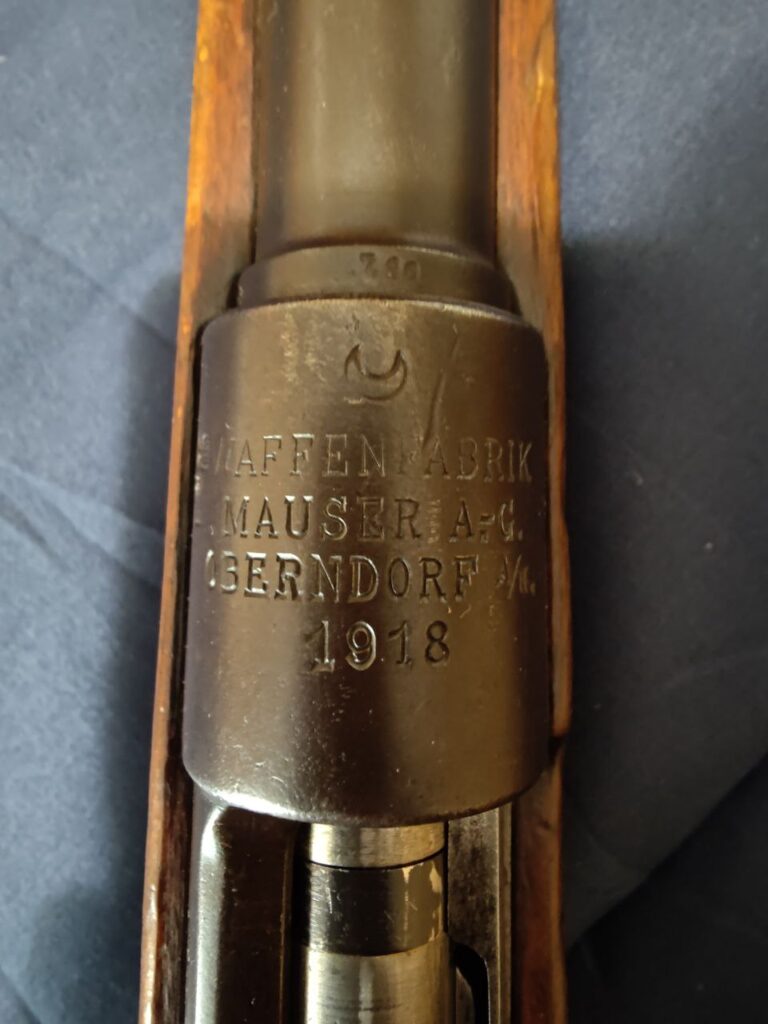 WAFFENFABRIK
MAUSER A.-G.
OBERNDORF A/N.
1918